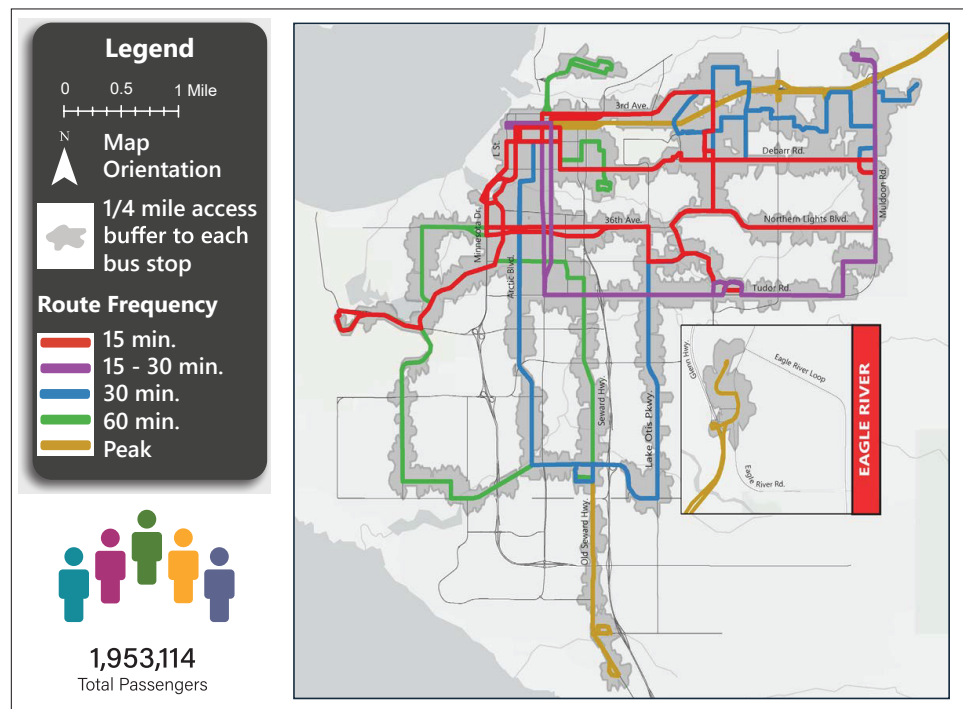 Legend
0 0.5 1 Mile
N
Map
Orientation
1/4 mile access
buffer to each
bus stop
Route Frequency
15 min.
15 - 30 min.
30 min.
60 min.
Peak
1,953,114
Total Passengers
3rd Ave.
L St.
Debarr Rd.
Muldoon Rd.
Minnesota Dr.
36th Ave.
Northern Lights Blvd.
Arctic Blvd.
Tudor Rd.
Seward Hwy.
Lake Otis Pkwy.
Old Seward Hwy.
Glenn Hwy.
Eagle River Loop
Eagle
River Rd.
EAGLE RIVER